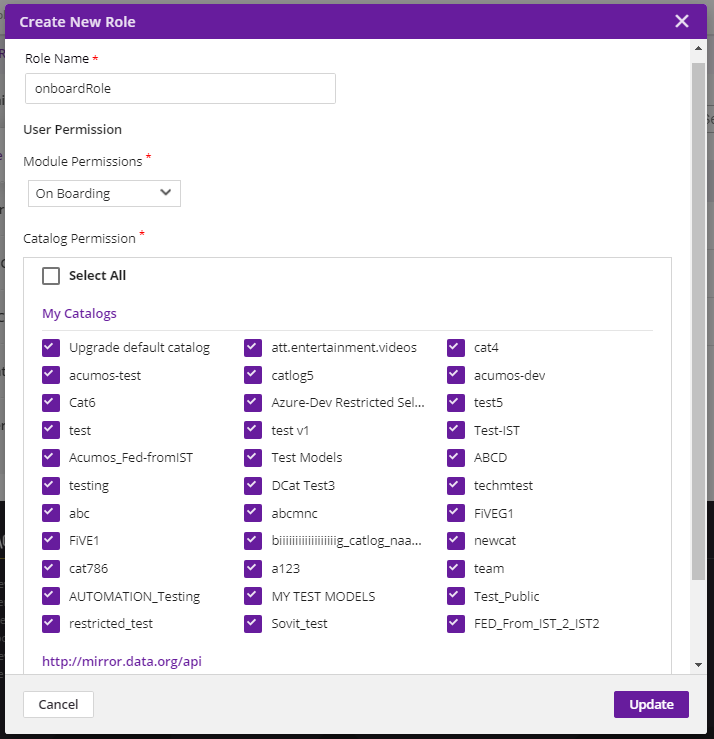 Create New Role
Role Name *
onboardRole
User Permission
Module Permissions *
On Boarding
Catalog Permission *
Select All
My Catalogs
Upgrade default catalog att.entertainment.videos cat4
acumos-test catlog5 acumos-dev
Cat6 Azure-Dev Restricted Sel... test5
test test v1 Test-IST
Acumos_Fed-fromIST Test Models ABCD
testing DCat Test3 techmtest
abc abcmnc FiVEG1
FiVE1 biiiiiiiiiiiiiiiiiig_catlog_naa... newcat
cat786 a123 team
AUTOMATION_Testing MY TEST MODELS Test_Public
restricted_test Sovit_test FED_From_IST_2_IST2
http://mirror.data.org/api
Cancel Update